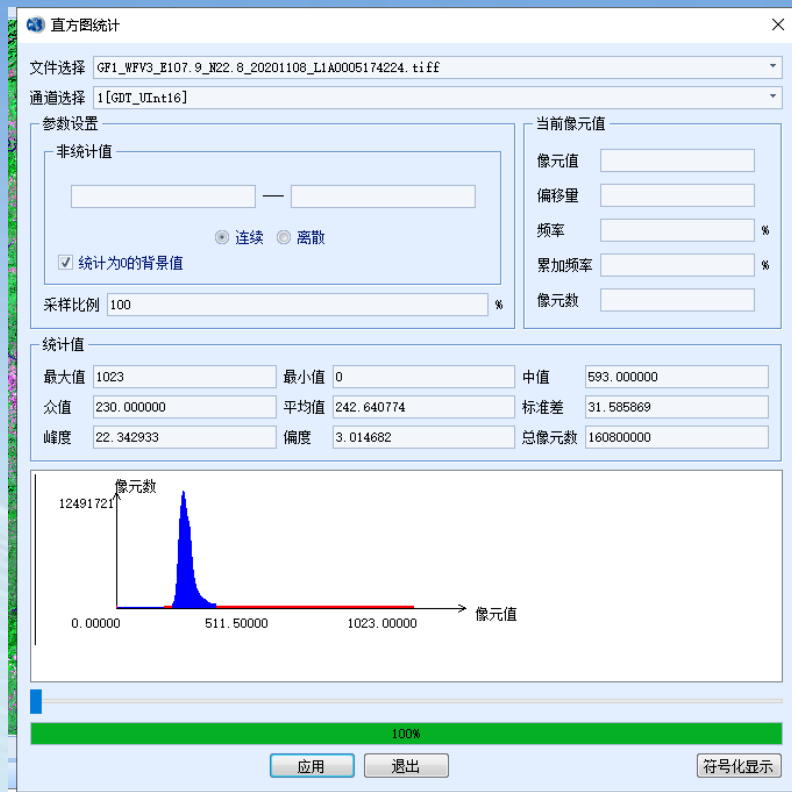 直方图统计
文件选择 GF1_WFV3_E107.9_N22.8_20201108_L1A0005174224.tiff
通道选择 1[GDT_UInt16]
参数设置
非统计值
—
连续 离散
统计为0的背景值
采样比例 100 %
当前像元值
像元值
偏移量
频率 %
累加频率 %
像元数
统计值
最大值 1023 最小值 0 中值 593.000000
众值 230.000000 平均值 242.640774 标准差 31.585869
峰度 22.342933 偏度 3.014682 总像元数 160800000
像元数
12491721
像元值
0.00000 511.50000 1023.00000
100%
应用 退出 符号化显示